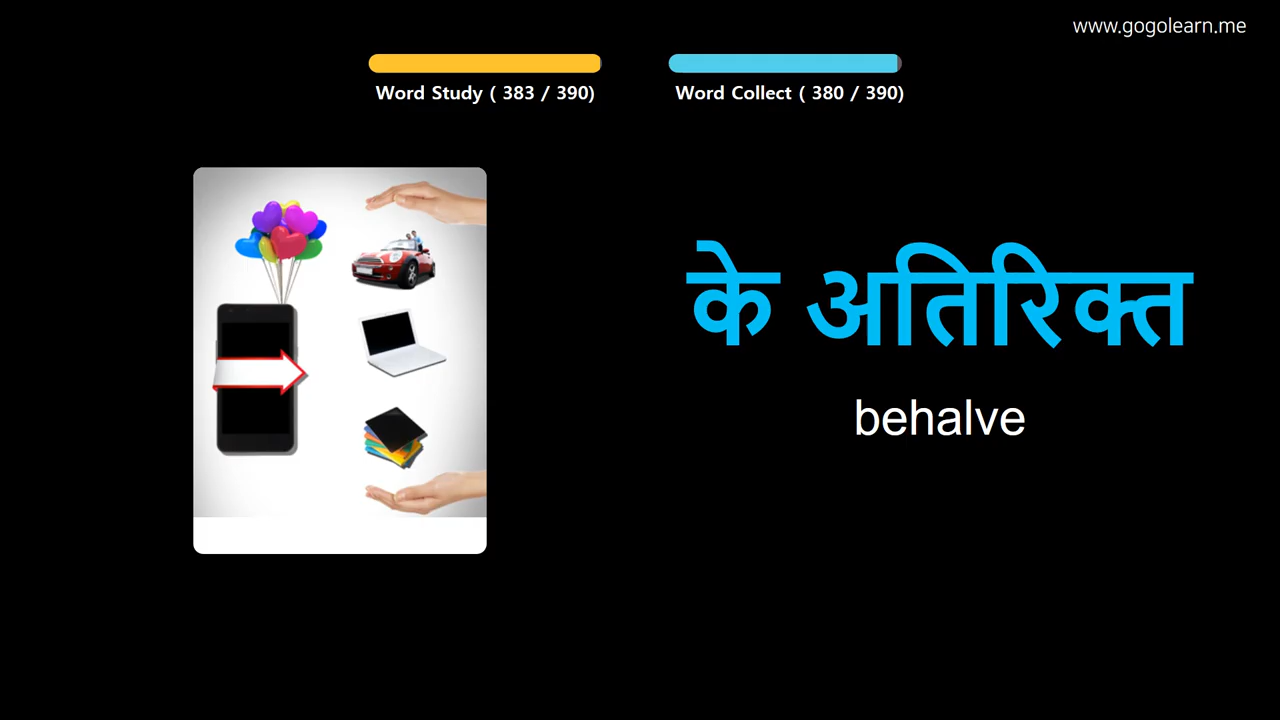 www.gogolearn.me
Word Study ( 383 / 390)
Word Collect ( 380 / 390)
के अतिरिक्त
behalve